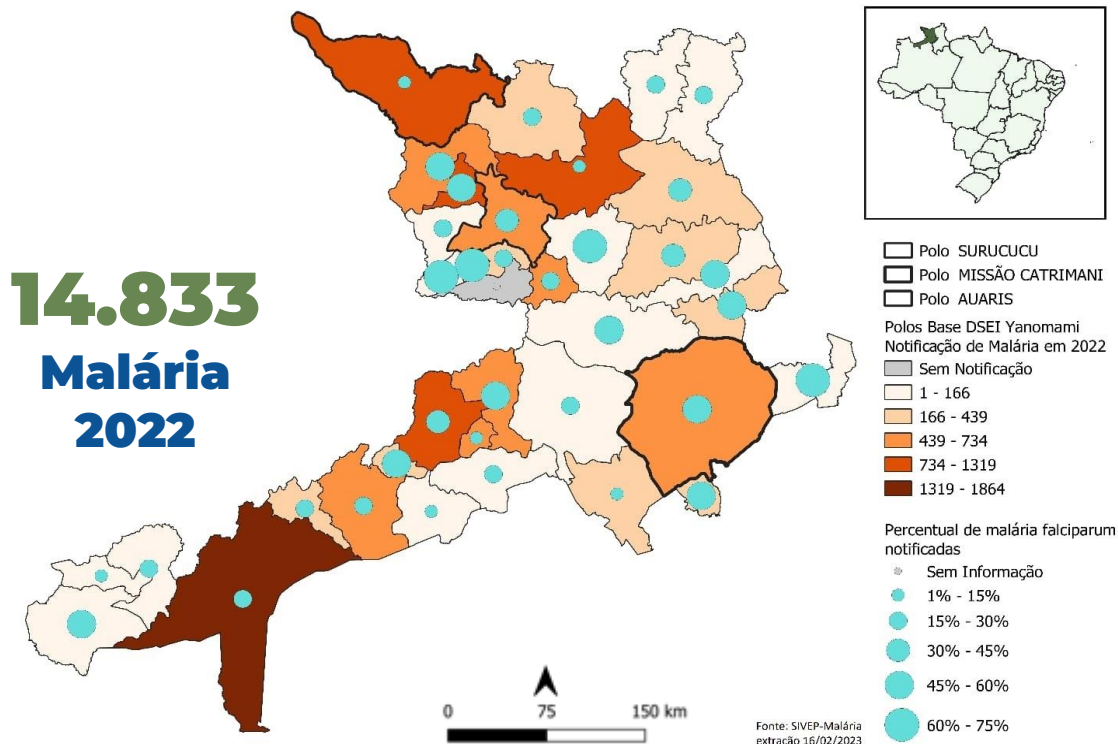 14.833
Malária
2022
Polo SURUCUCU
Polo MISSÃO CATRIMANI
Polo AUARIS
Polos Base DSEI Yanomami
Notificação de Malária em 2022
Sem Notificação
1 - 166
166 - 439
439 - 734
734 - 1319
1319 - 1864
Percentual de malária falciparum
notificadas
Sem Informação
1% - 15%
15% - 30%
30% - 45%
45% - 60%
60% - 75%
0 75 150 km
Fonte: SIVEP-Malária
extração 16/02/2023